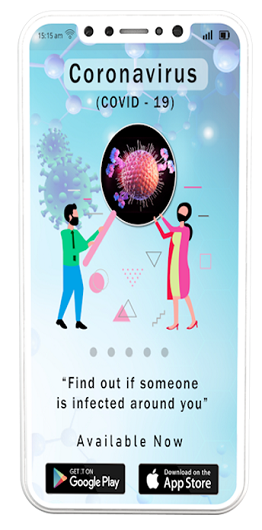 15:15 am
Coronavirus
(COVID - 19)
“Find out if someone
is infected around you”
Available Now
GET IT ON
Google Play
Download on the
App Store